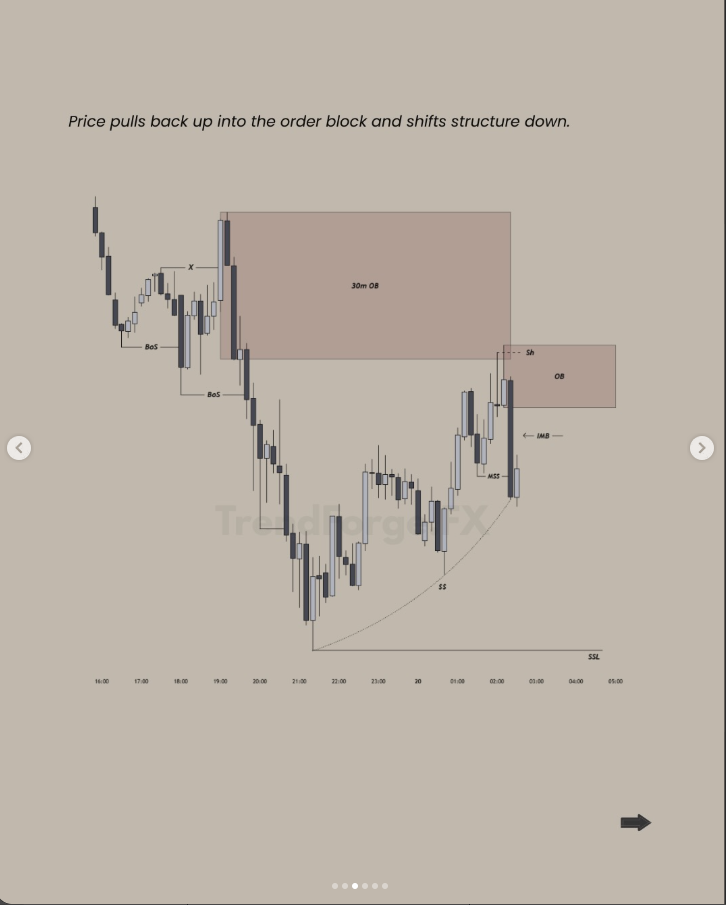 Price pulls back up into the order block and shifts structure down.
X
30m OB
BoS
Sh
OB
BoS
IMB
MSS
TrendForge FX
$$
SSL
16:00 17:00 18:00 19:00 20:00 21:00 22:00 23:00 30 01:00 02:00 03:00 04:00 05:00